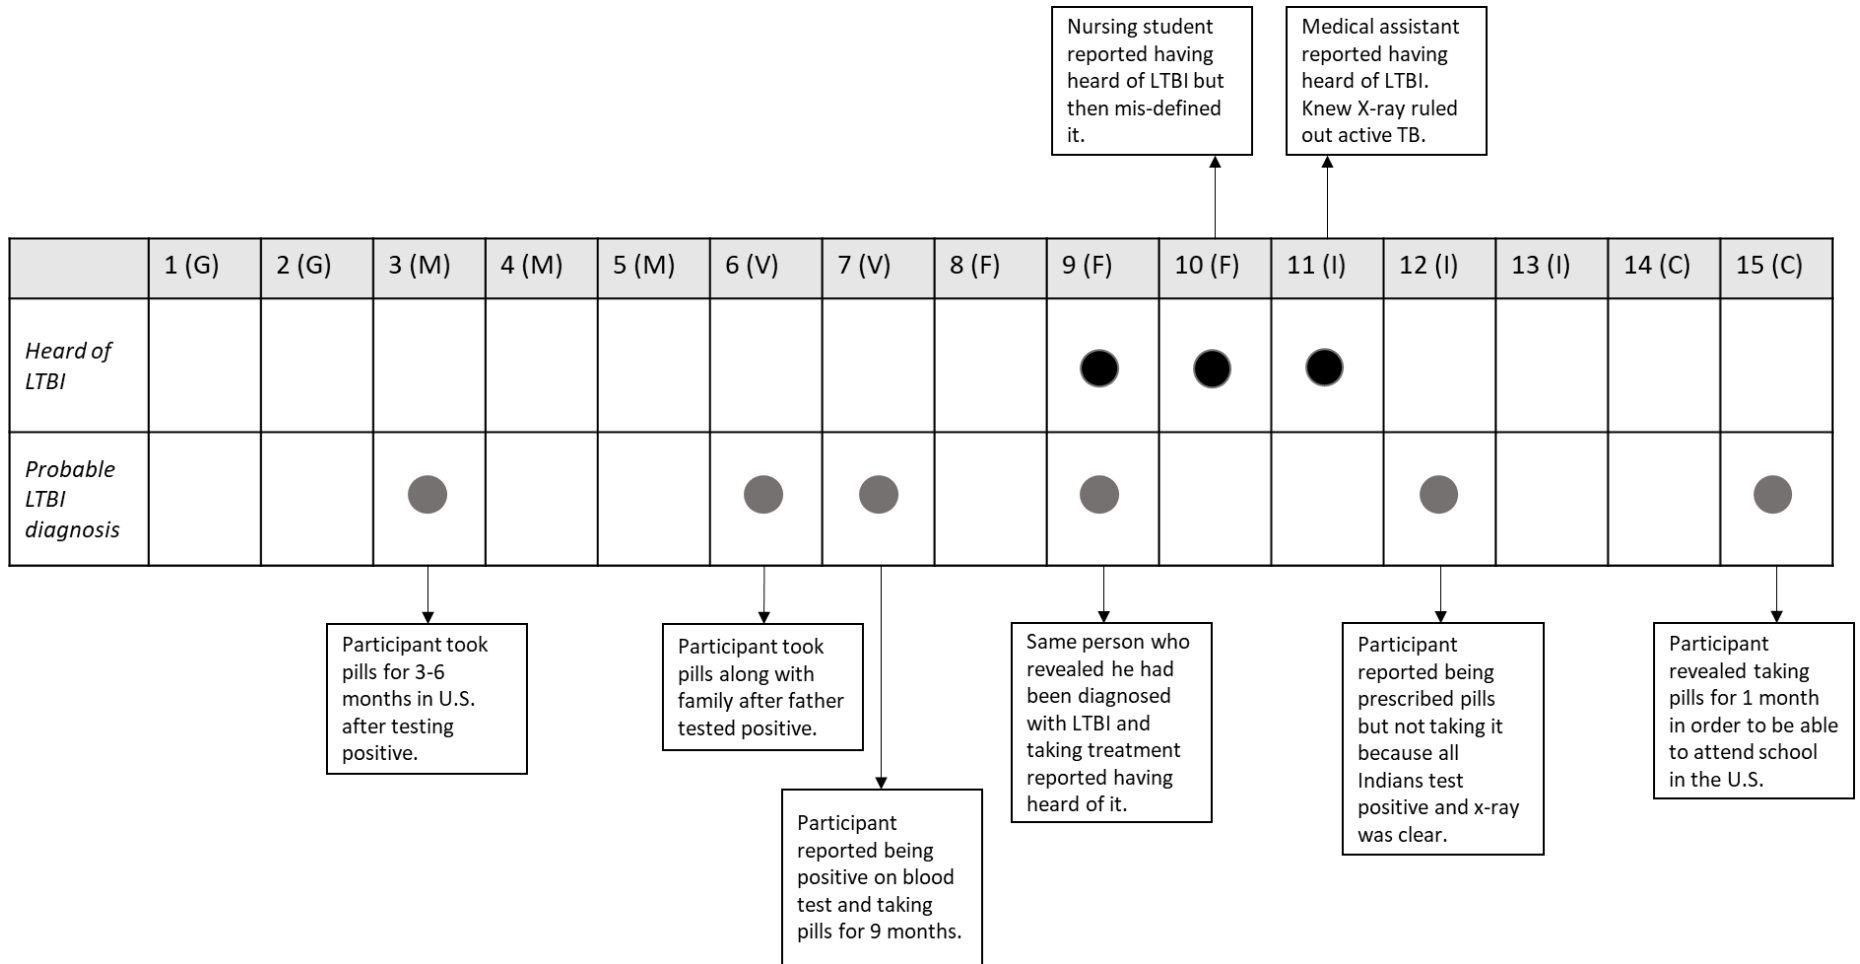 Nursing student
reported having
heard of LTBI but
then mis-defined
it.
Medical assistant
reported having
heard of LTBI.
Knew X-ray ruled
out active TB.
1 (G) 2 (G) 3 (M) 4 (M) 5 (M) 6 (V) 7 (V) 8 (F) 9 (F) 10 (F) 11 (I) 12 (I) 13 (I) 14 (C) 15 (C)
Heard of
LTBI
Probable
LTBI
diagnosis
Participant took
pills for 3-6
months in U.S.
after testing
positive.
Participant took
pills along with
family after father
tested positive.
Participant
reported being
positive on blood
test and taking
pills for 9 months.
Same person who
revealed he had
been diagnosed
with LTBI and
taking treatment
reported having
heard of it.
Participant
reported being
prescribed pills
but not taking it
because all
Indians test
positive and x-ray
was clear.
Participant
revealed taking
pills for 1 month
in order to be able
to attend school
in the U.S.